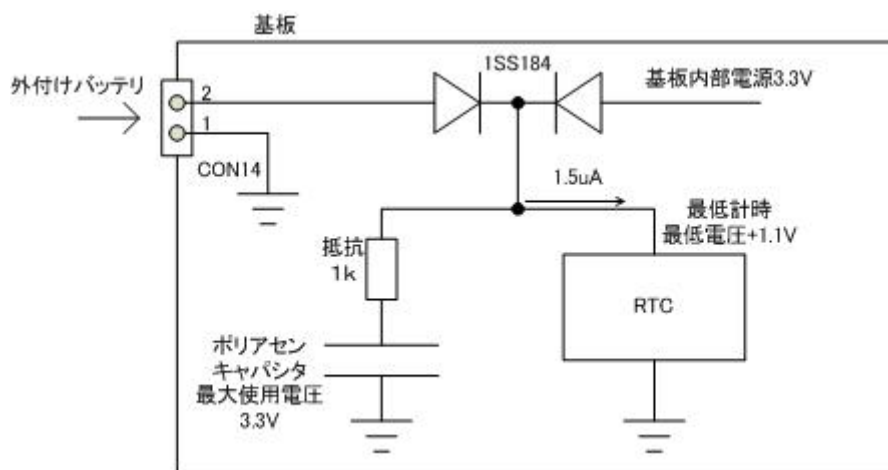 基板
1SS184
外付けバッテリ
2
基板内部電源3.3V
1
CON14
1.5uA
最低計時
最低電圧+1.1V
抵抗
1k
RTC
ポリアセン
キャパシタ
最大使用電圧
3.3V